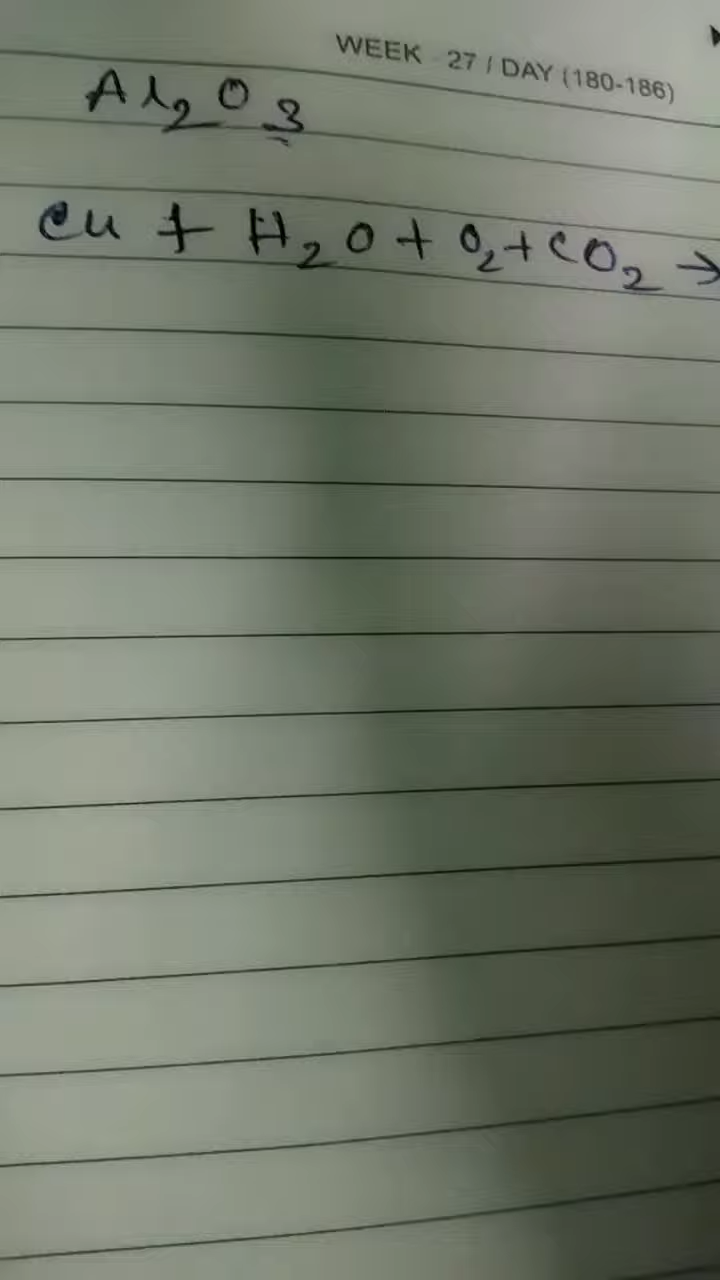 WEEK 27 / DAY (180-186)
Al₂O₃
Cu + H₂O + O₂ + CO₂ →